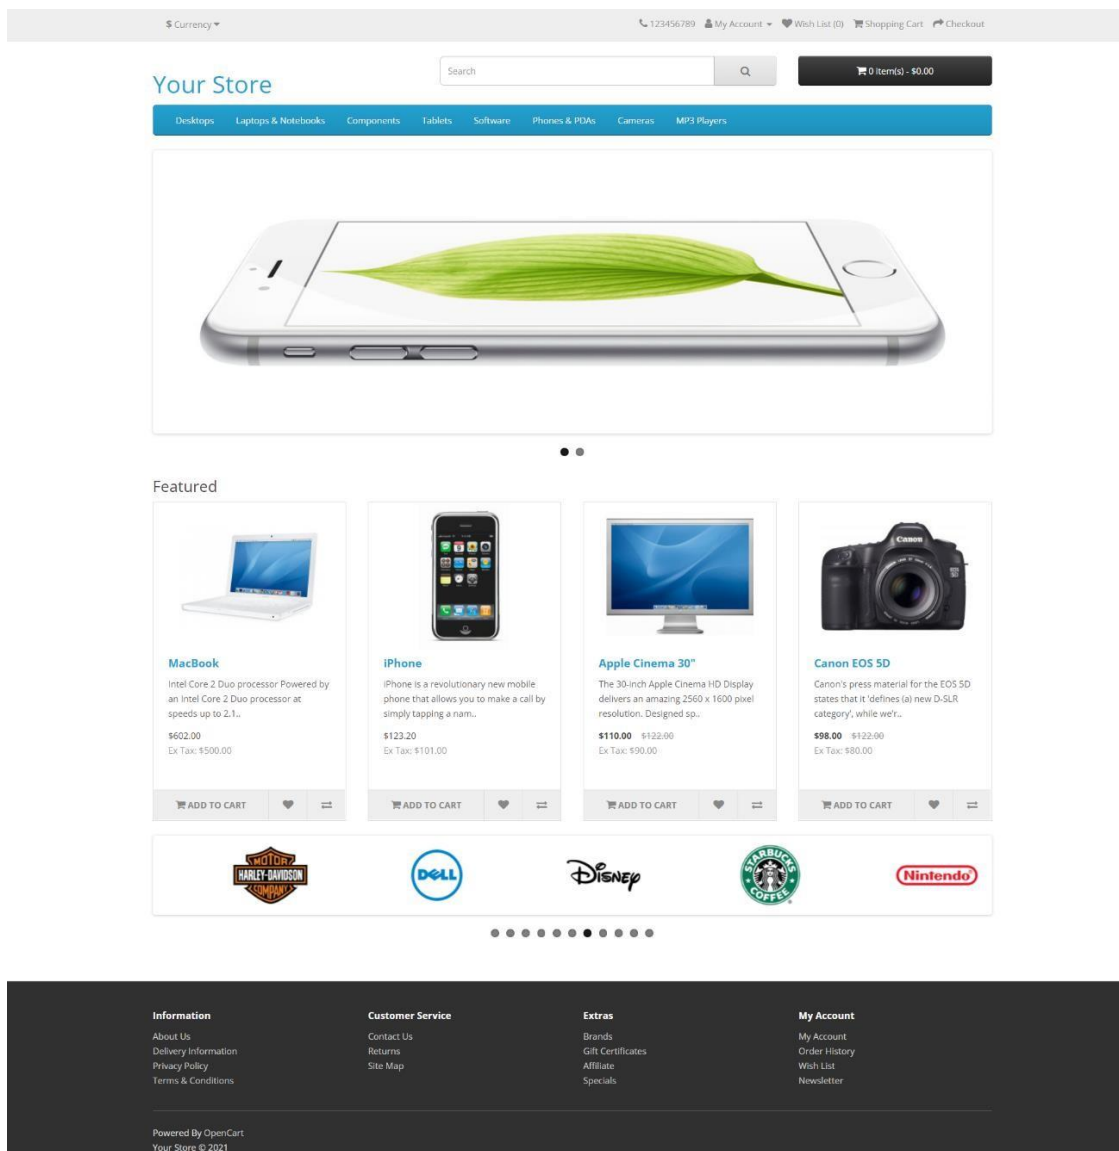 $ Currency
123456789 My Account Wish List (0) Shopping Cart Checkout
Your Store
Search
0 item(s) - $0.00
Desktops Laptops & Notebooks Components Tablets Software Phones & PDAs Cameras MP3 Players
Featured
MacBook
Intel Core 2 Duo processor Powered by
an Intel Core 2 Duo processor at
speeds up to 2.1..
$602.00
Ex Tax: $500.00
ADD TO CART
iPhone
iPhone is a revolutionary new mobile
phone that allows you to make a call by
simply tapping a nam..
$123.20
Ex Tax: $101.00
ADD TO CART
Apple Cinema 30"
The 30-inch Apple Cinema HD Display
delivers an amazing 2560 x 1600 pixel
resolution. Designed sp..
$110.00 $122.00
Ex Tax: $90.00
ADD TO CART
Canon
Canon EOS 5D
Canon's press material for the EOS 5D
states that it 'defines (a) new D-SLR
category', while we'r..
$98.00 $122.00
Ex Tax: $80.00
ADD TO CART
MOTOR
HARLEY-DAVIDSON
COMPANY
DELL
Disney
STARBUCKS
COFFEE
Nintendo
Information
About Us
Delivery Information
Privacy Policy
Terms & Conditions
Customer Service
Contact Us
Returns
Site Map
Extras
Brands
Gift Certificates
Affiliate
Specials
My Account
My Account
Order History
Wish List
Newsletter
Powered By OpenCart
Your Store © 2021